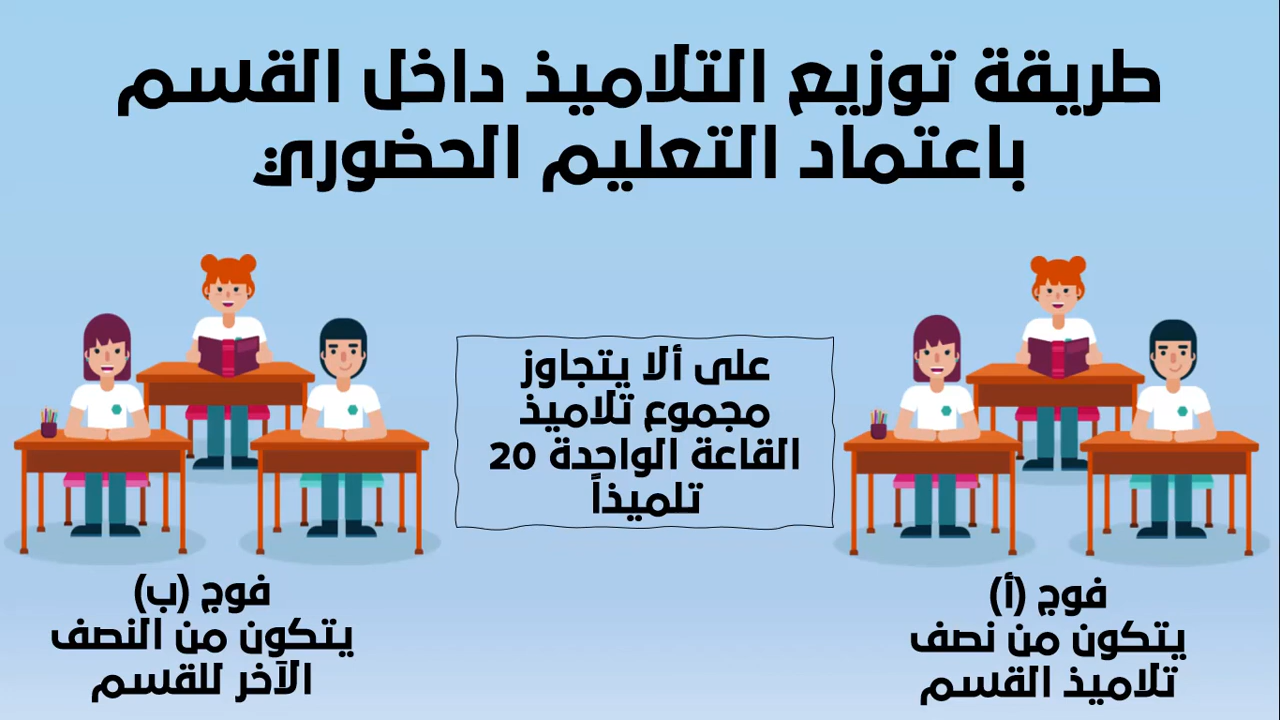 طريقة توزيع التلاميذ داخل القسم
باعتماد التعليم الحضوري
على ألا يتجاوز
مجموع تلاميذ
القاعة الواحدة 20
تلميذاً
فوج (أ)
يتكون من نصف
تلاميذ القسم
فوج (ب)
يتكون من النصف
الآخر للقسم